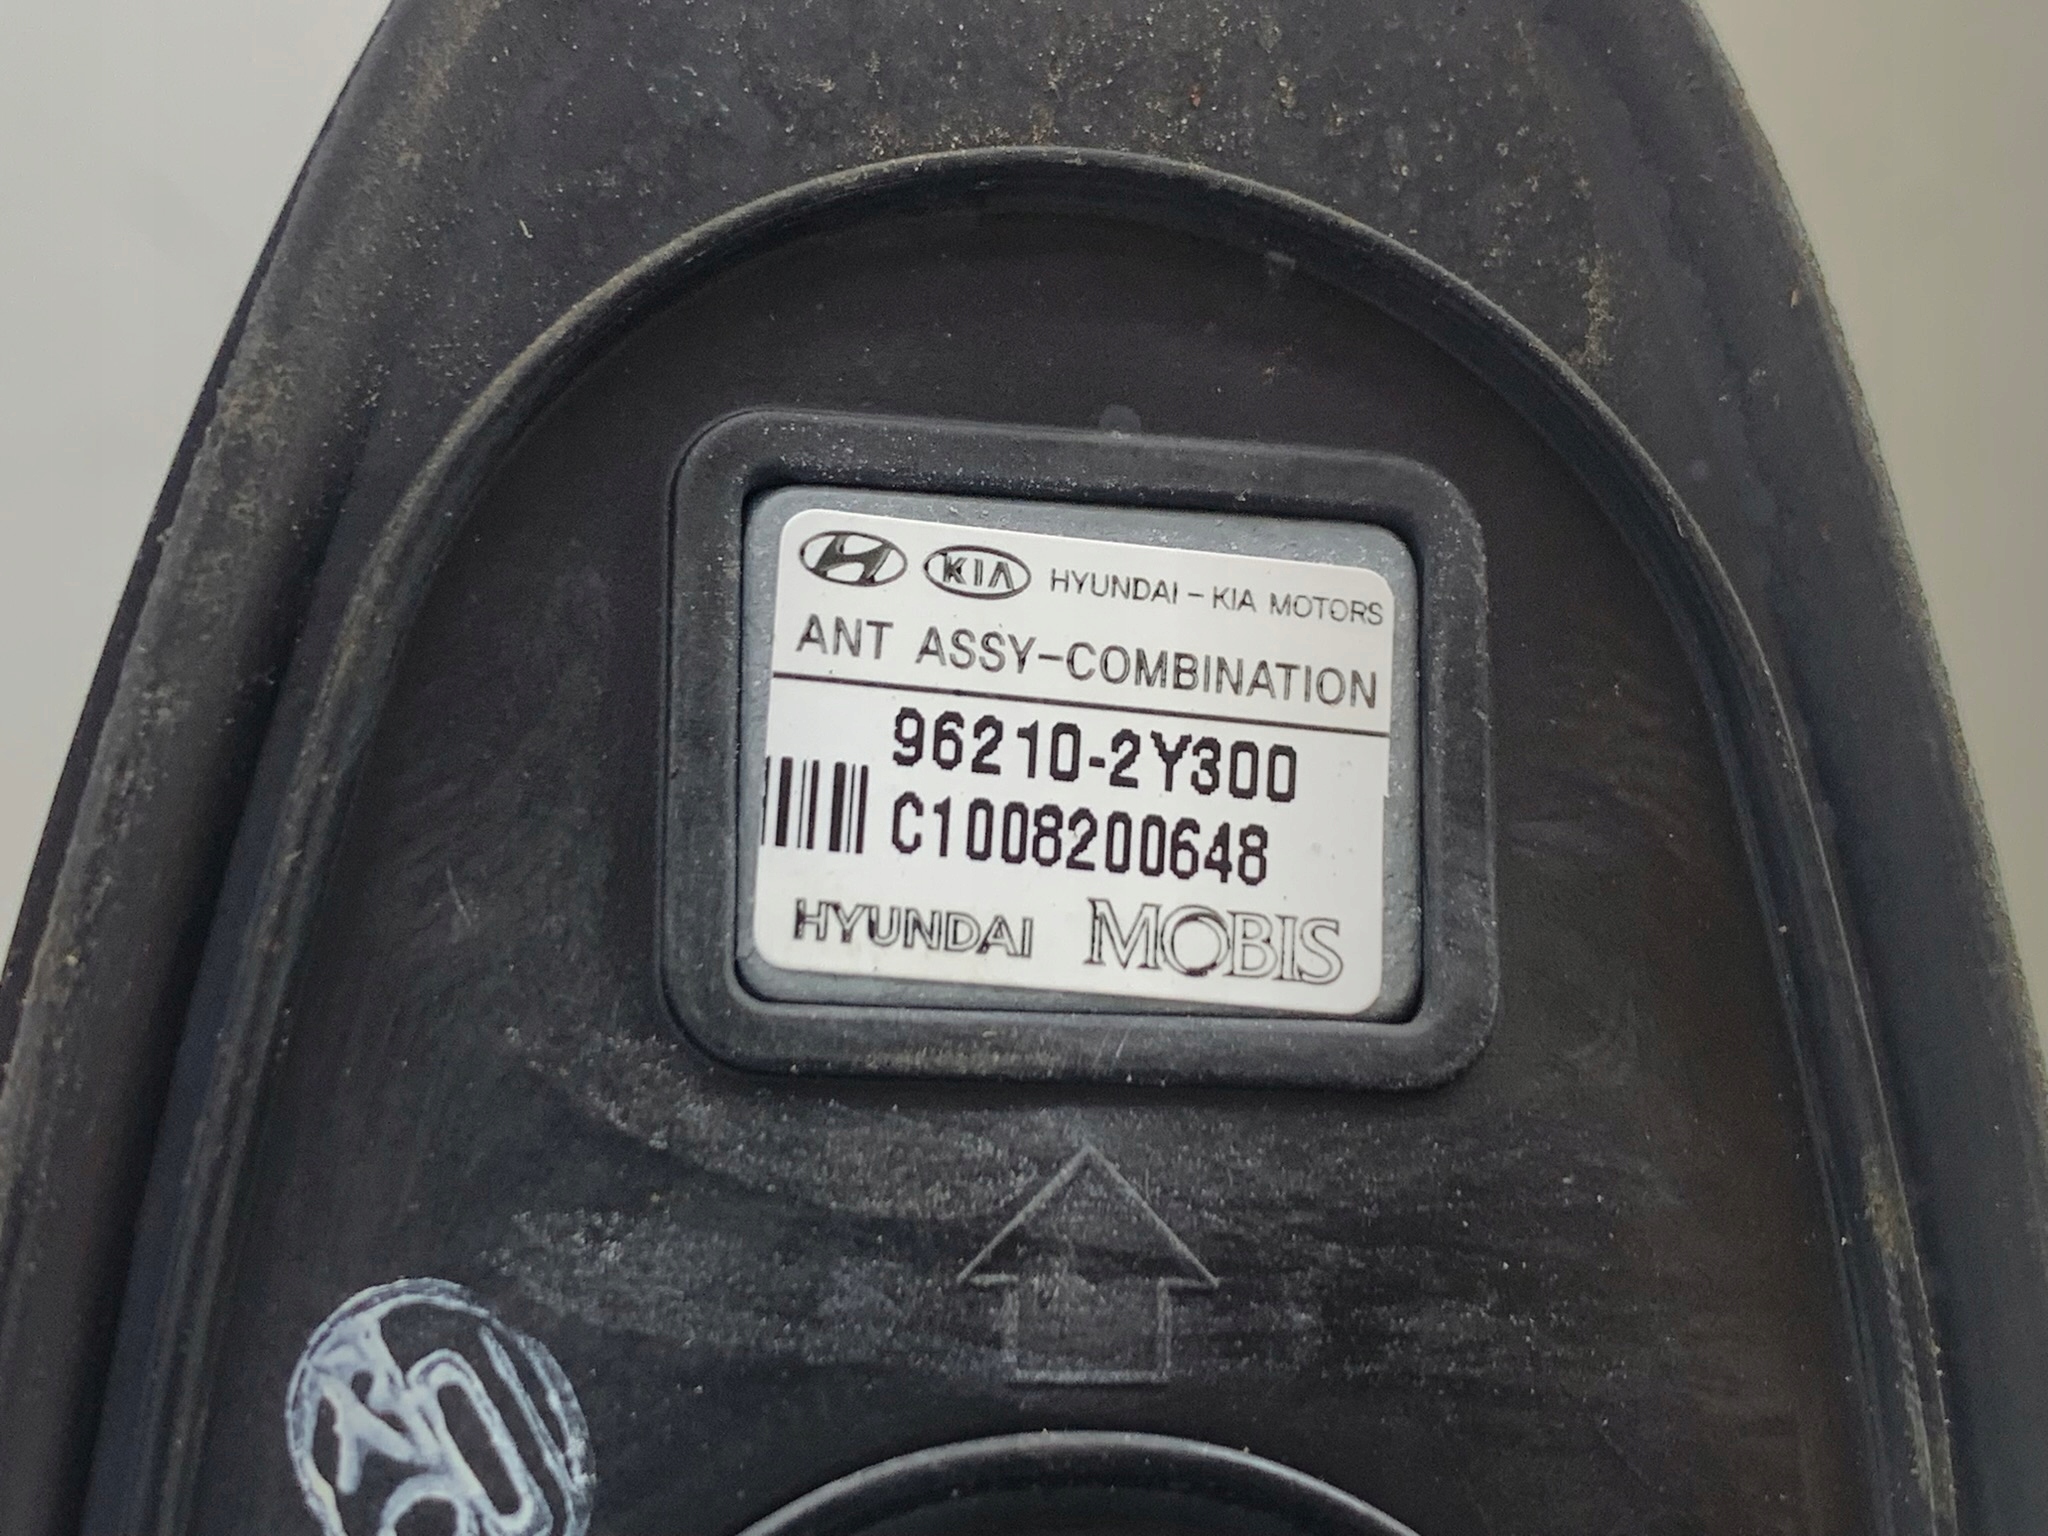 KIA HYUNDAI - KIA MOTORS
ANT ASSY-COMBINATION
96210-2Y300
C1008200648
HYUNDAI MOBIS